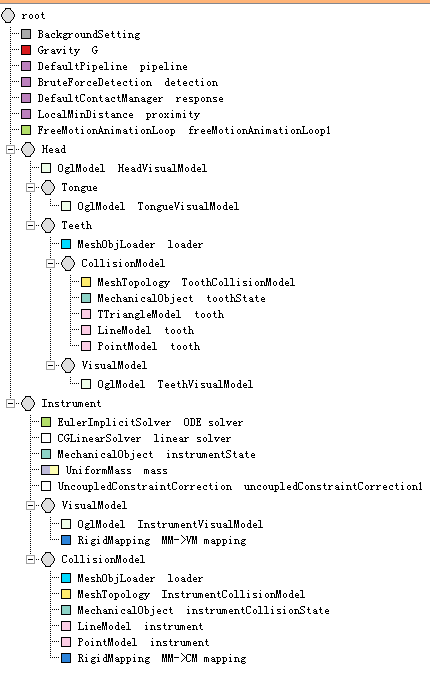 root
BackgroundSetting
Gravity G
DefaultPipeline pipeline
BruteForceDetection detection
DefaultContactManager response
LocalMinDistance proximity
FreeMotionAnimationLoop freeMotionAnimationLoop1
Head
OglModel HeadVisualModel
Tongue
OglModel TongueVisualModel
Teeth
MeshObjLoader loader
CollisionModel
MeshTopology ToothCollisionModel
MechanicalObject toothState
TTriangleModel tooth
LineModel tooth
PointModel tooth
VisualModel
OglModel TeethVisualModel
Instrument
EulerImplicitSolver ODE solver
CGLinearSolver linear solver
MechanicalObject instrumentState
UniformMass mass
UncoupledConstraintCorrection uncoupledConstraintCorrection1
VisualModel
OglModel InstrumentVisualModel
RigidMapping MM->VM mapping
CollisionModel
MeshObjLoader loader
MeshTopology InstrumentCollisionModel
MechanicalObject instrumentCollisionState
LineModel instrument
PointModel instrument
RigidMapping MM->CM mapping